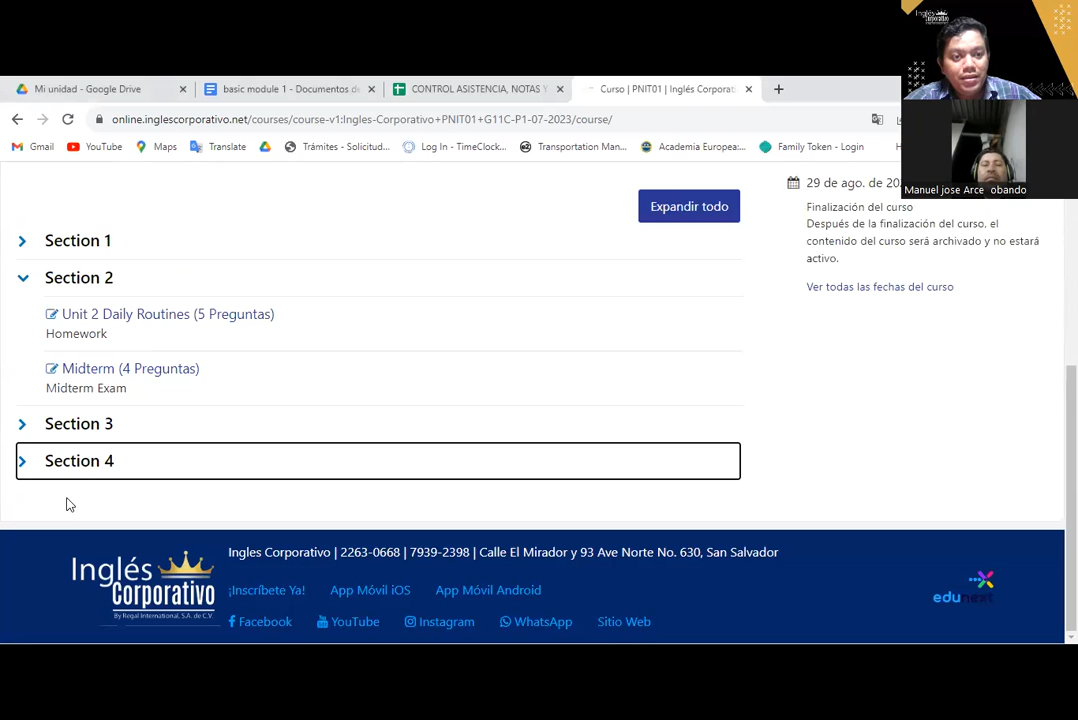 Inglés
Corporativo
Mi unidad - Google Drive
basic module 1 - Documentos de
CONTROL ASISTENCIA, NOTAS Y
Curso | PNIT01 | Inglés Corporat
online.inglescorporativo.net/courses/course-v1:Ingles-Corporativo+PNIT01+G11C-P1-07-2023/course/
Gmail
YouTube
Maps
Translate
Trámites - Solicitud...
Log In - TimeClock...
Transportation Man...
Academia Europea:...
Family Token - Login
Manuel jose Arce obando
29 de ago. de 20
Finalización del curso
Después de la finalización del curso, el
contenido del curso será archivado y no estará
activo.
Ver todas las fechas del curso
Expandir todo
Section 1
Section 2
Unit 2 Daily Routines (5 Preguntas)
Homework
Midterm (4 Preguntas)
Midterm Exam
Section 3
Section 4
Inglés
Corporativo
By Regal International, S.A. de C.V.
Ingles Corporativo | 2263-0668 | 7939-2398 | Calle El Mirador y 93 Ave Norte No. 630, San Salvador
¡Inscríbete Ya! App Móvil iOS App Móvil Android
Facebook YouTube Instagram WhatsApp Sitio Web
edunext